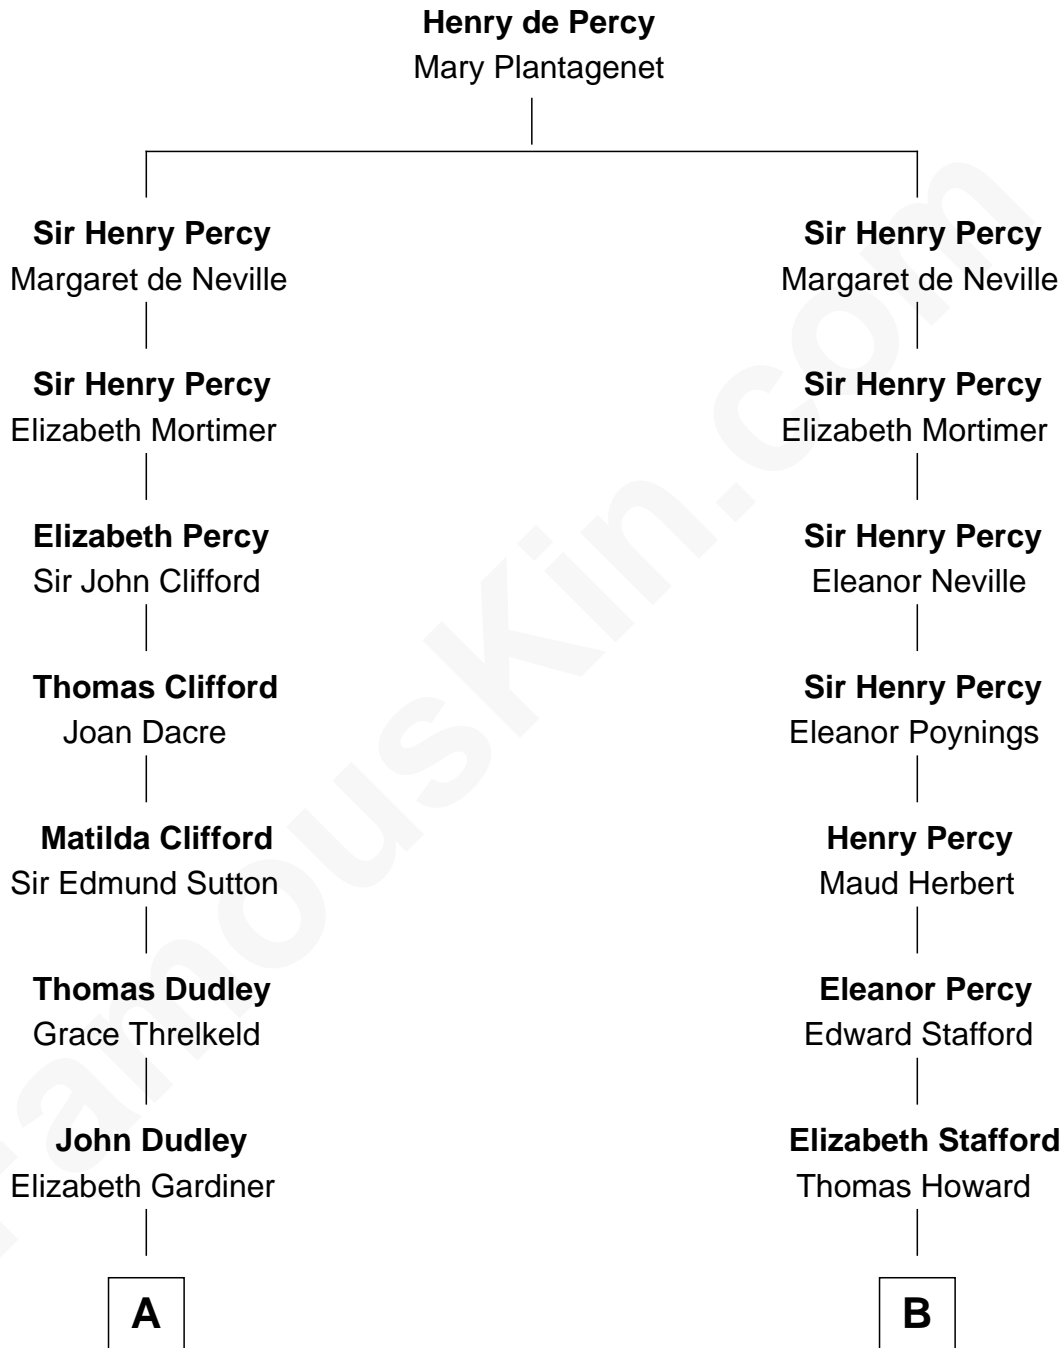 Henry de Percy
Mary Plantagenet
Sir Henry Percy
Margaret de Neville
Sir Henry Percy
Elizabeth Mortimer
Elizabeth Percy
Sir John Clifford
Thomas Clifford
Joan Dacre
Matilda Clifford
Sir Edmund Sutton
Thomas Dudley
Grace Threlkeld
John Dudley
Elizabeth Gardiner
A
Sir Henry Percy
Margaret de Neville
Sir Henry Percy
Elizabeth Mortimer
Sir Henry Percy
Eleanor Neville
Sir Henry Percy
Eleanor Poynings
Henry Percy
Maud Herbert
Eleanor Percy
Edward Stafford
Elizabeth Stafford
Thomas Howard
B
FamousKin.com